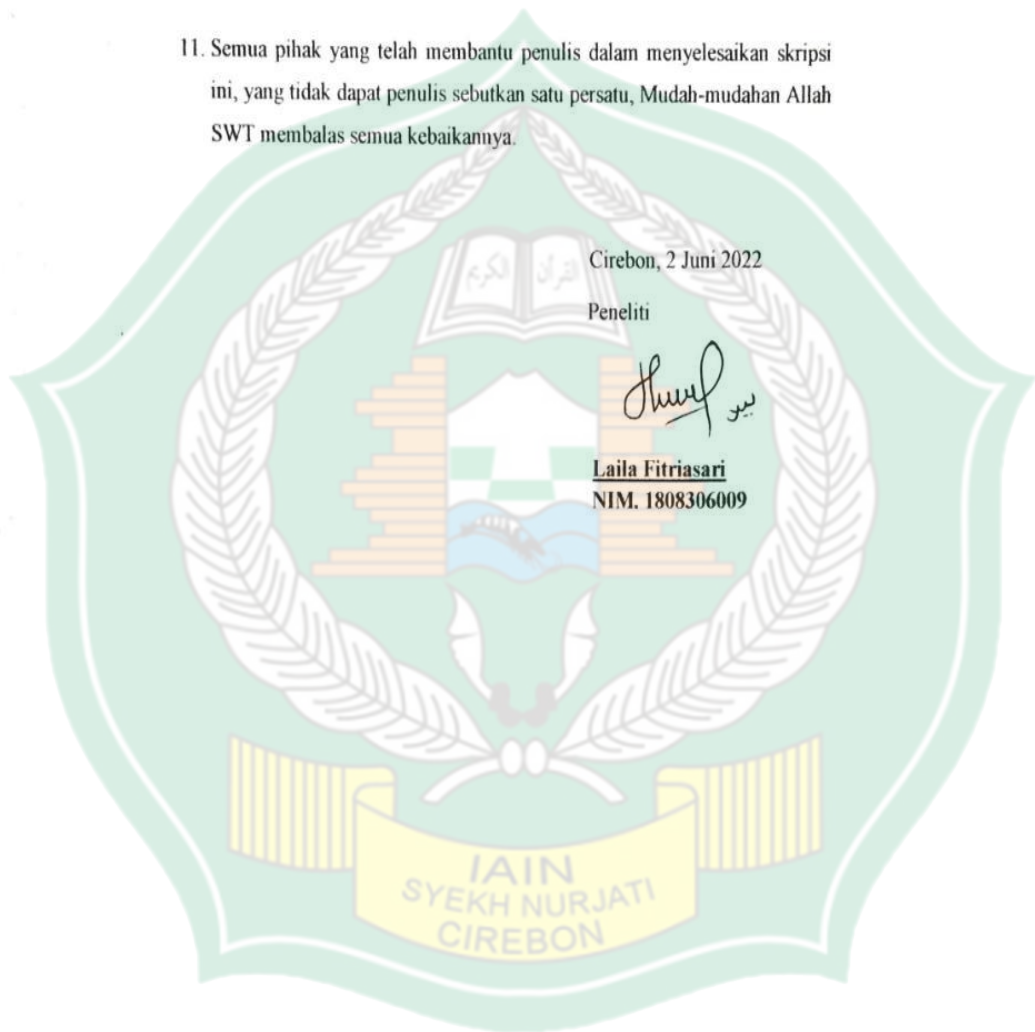 11. Semua pihak yang telah membantu penulis dalam menyelesaikan skripsi
ini, yang tidak dapat penulis sebutkan satu persatu, Mudah-mudahan Allah
SWT membalas semua kebaikannya.
Cirebon, 2 Juni 2022
Peneliti
Laila Fitriasari
NIM. 1808306009
القرآن الكريم
IAIN
SYEKH NURJATI
CIREBON